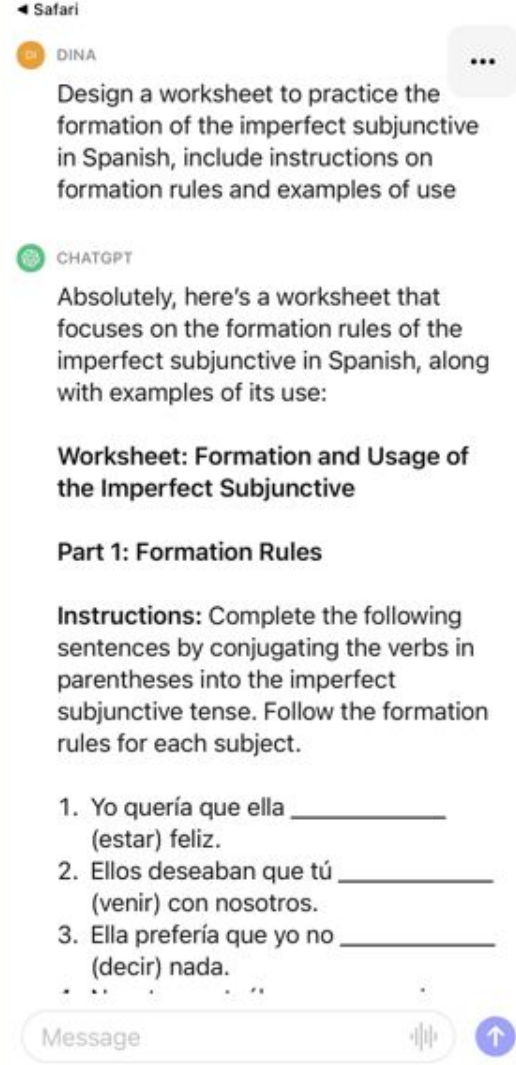 ◀ Safari
DI DINA
Design a worksheet to practice the
formation of the imperfect subjunctive
in Spanish, include instructions on
formation rules and examples of use
CHATGPT
Absolutely, here's a worksheet that
focuses on the formation rules of the
imperfect subjunctive in Spanish, along
with examples of its use:
Worksheet: Formation and Usage of
the Imperfect Subjunctive
Part 1: Formation Rules
Instructions: Complete the following
sentences by conjugating the verbs in
parentheses into the imperfect
subjunctive tense. Follow the formation
rules for each subject.
1. Yo quería que ella ____________
(estar) feliz.
2. Ellos deseaban que tú ____________
(venir) con nosotros.
3. Ella prefería que yo no ____________
(decir) nada.
Message